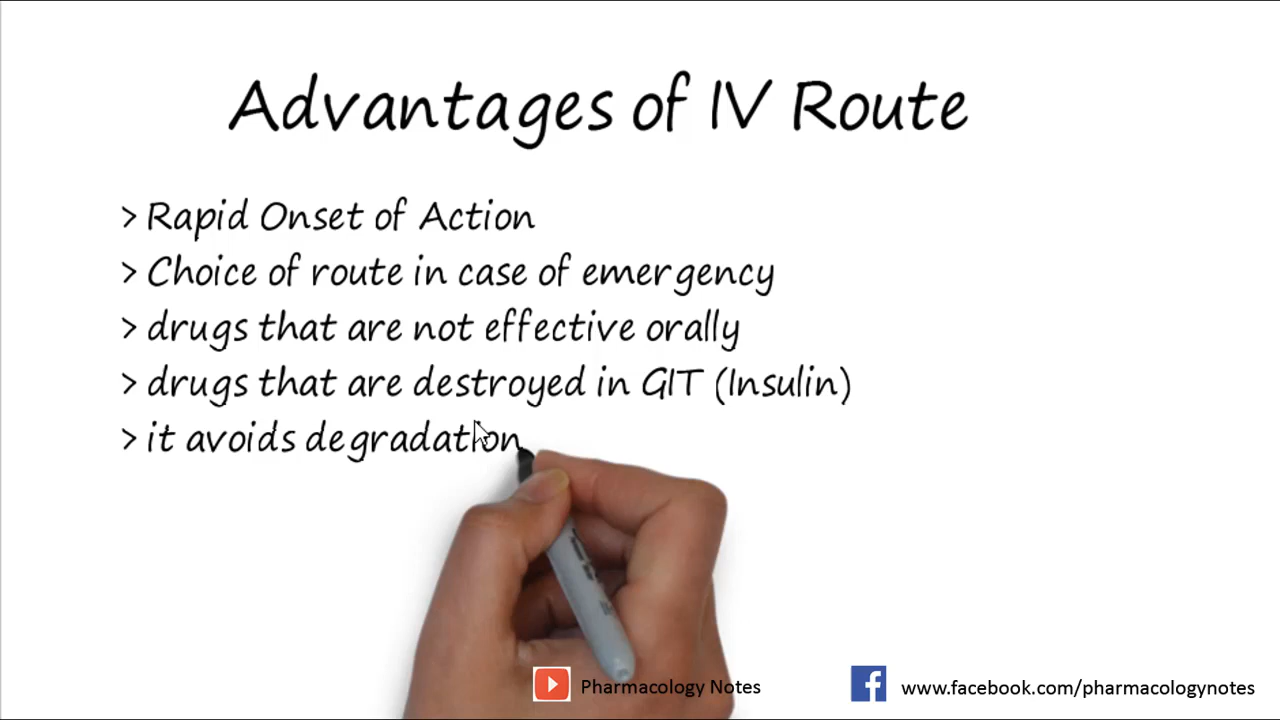 Advantages of IV Route
> Rapid Onset of Action
> Choice of route in case of emergency
> drugs that are not effective orally
> drugs that are destroyed in GIT (Insulin)
> it avoids degradation
Pharmacology Notes
www.facebook.com/pharmacologynotes